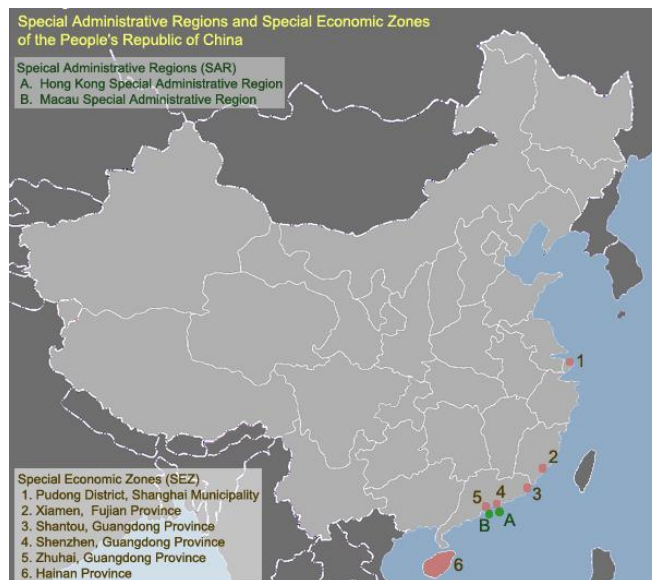 Special Administrative Regions and Special Economic Zones
of the People's Republic of China
Speical Administrative Regions (SAR)
A. Hong Kong Special Administrative Region
B. Macau Special Administrative Region
1
2
3
4
5
A
B
6
Special Economic Zones (SEZ)
1. Pudong District, Shanghai Municipality
2. Xiamen, Fujian Province
3. Shantou, Guangdong Province
4. Shenzhen, Guangdong Province
5. Zhuhai, Guangdong Province
6. Hainan Province